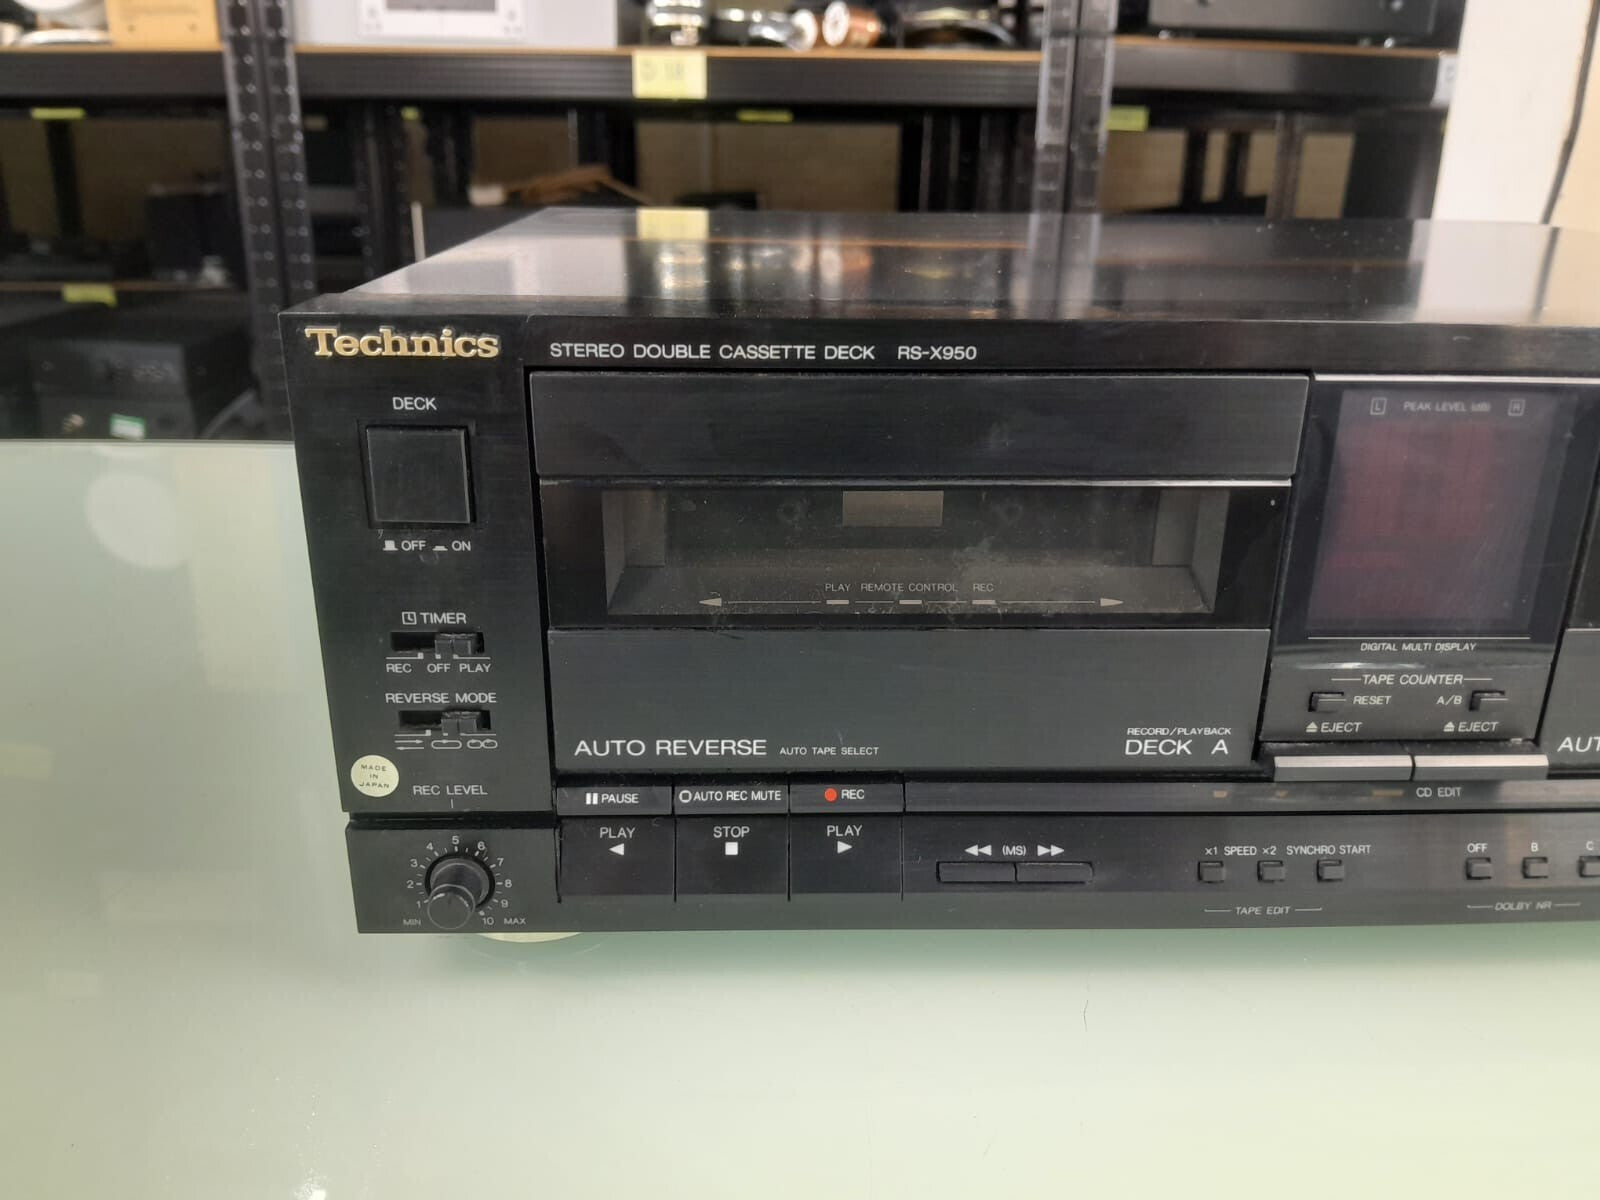 D 18
Technics
STEREO DOUBLE CASSETTE DECK RS-X950
DECK
OFF ON
TIMER
REC OFF PLAY
REVERSE MODE
MADE
IN
JAPAN
REC LEVEL
1 2 3 4 5 6 7 8 9 10
MIN MAX
PLAY REMOTE CONTROL REC
AUTO REVERSE AUTO TAPE SELECT
RECORD/PLAYBACK
DECK A
L PEAK LEVEL (dB) R
DIGITAL MULTI DISPLAY
TAPE COUNTER
RESET A/B
EJECT EJECT
AUT
PAUSE AUTO REC MUTE REC
PLAY STOP PLAY
(MS)
CD EDIT
x1 SPEED x2 SYNCHRO START
TAPE EDIT
OFF B C
DOLBY NR